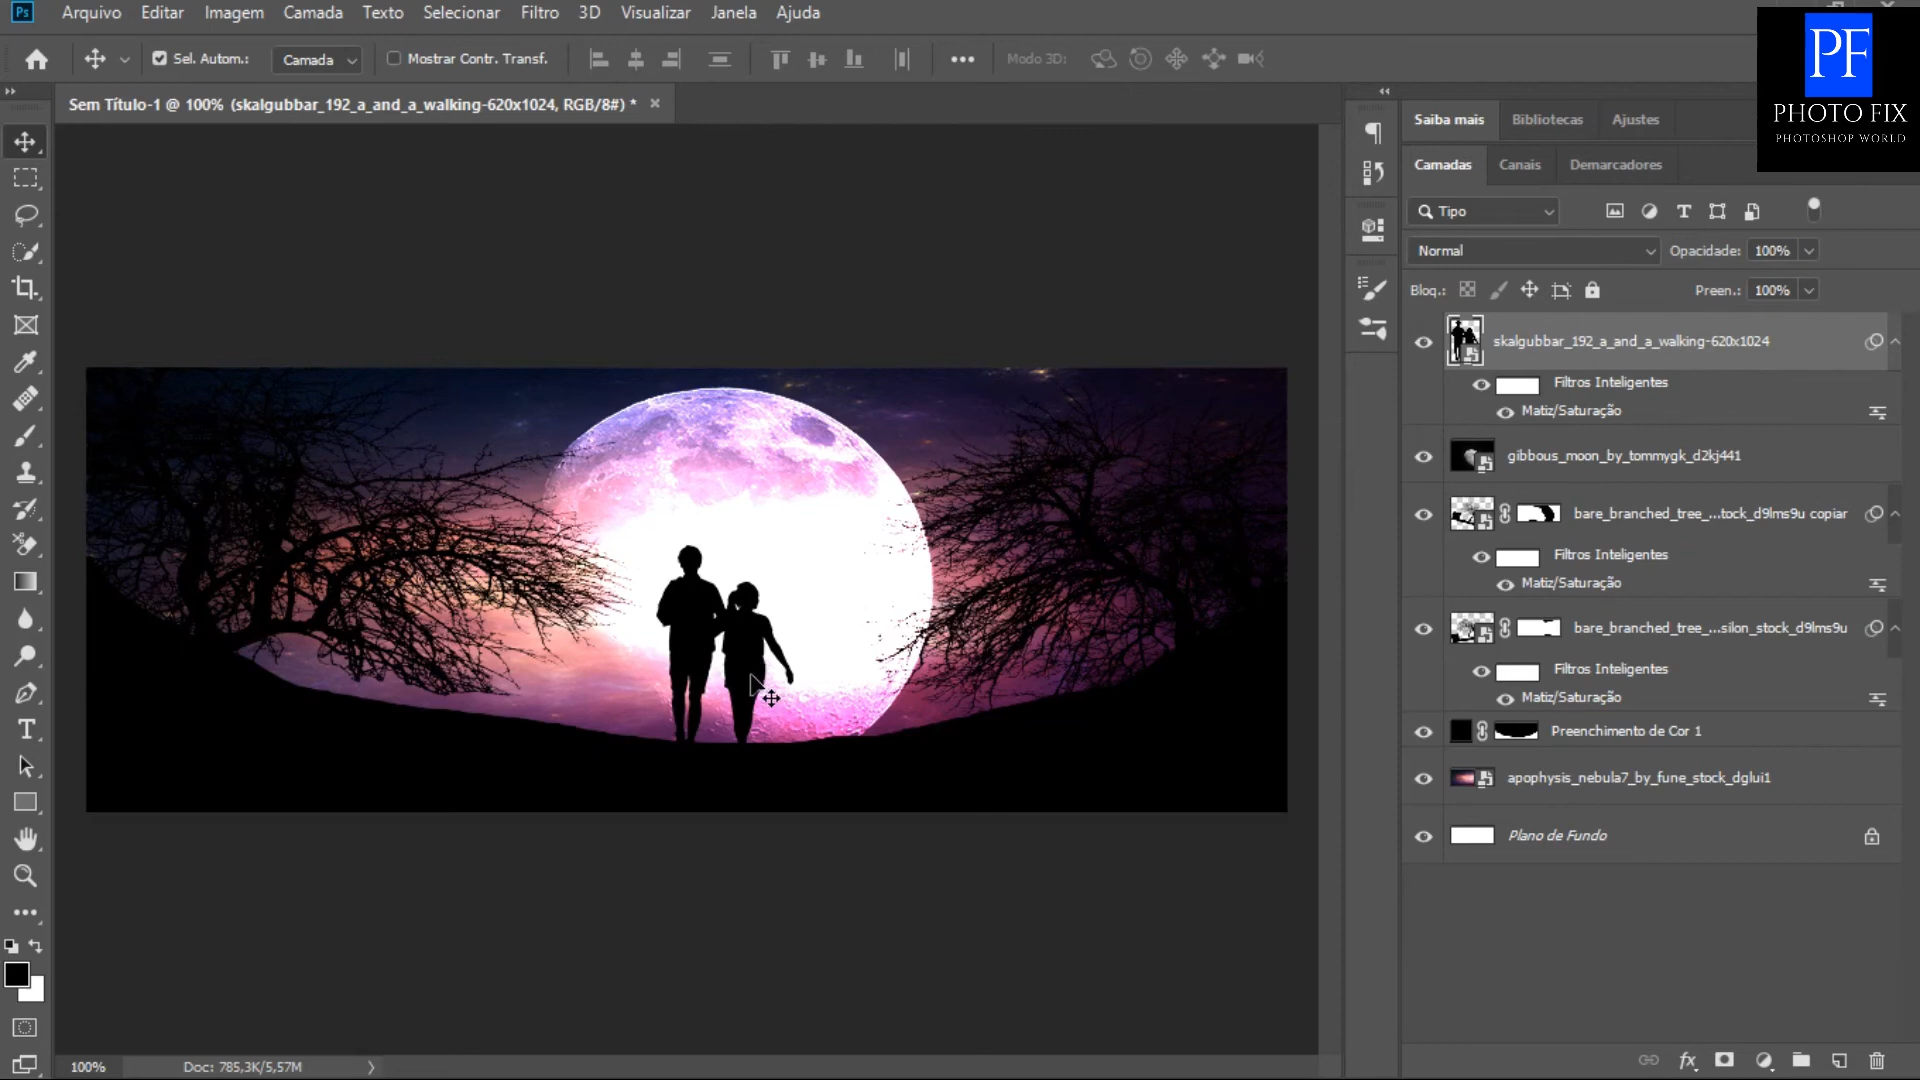 Ps Arquivo Editar Imagem Camada Texto Selecionar Filtro 3D Visualizar Janela Ajuda
Sel. Autom.: Camada Mostrar Contr. Transf. Modo 3D:
PF
PHOTO FIX
PHOTOSHOP WORLD
Sem Título-1 @ 100% (skalgubbar_192_a_and_a_walking-620x1024, RGB/8#) *
Saiba mais Bibliotecas Ajustes
Camadas Canais Demarcadores
Tipo
Normal Opacidade: 100%
Bloq.: Preen.: 100%
skalgubbar_192_a_and_a_walking-620x1024
Filtros Inteligentes
Matiz/Saturação
gibbous_moon_by_tommygk_d2kj441
bare_branched_tree_...tock_d9lms9u copiar
Filtros Inteligentes
Matiz/Saturação
bare_branched_tree_...silon_stock_d9lms9u
Filtros Inteligentes
Matiz/Saturação
Preenchimento de Cor 1
apophysis_nebula7_by_fune_stock_dglui1
Plano de Fundo
100% Doc: 785,3K/5,57M
fx